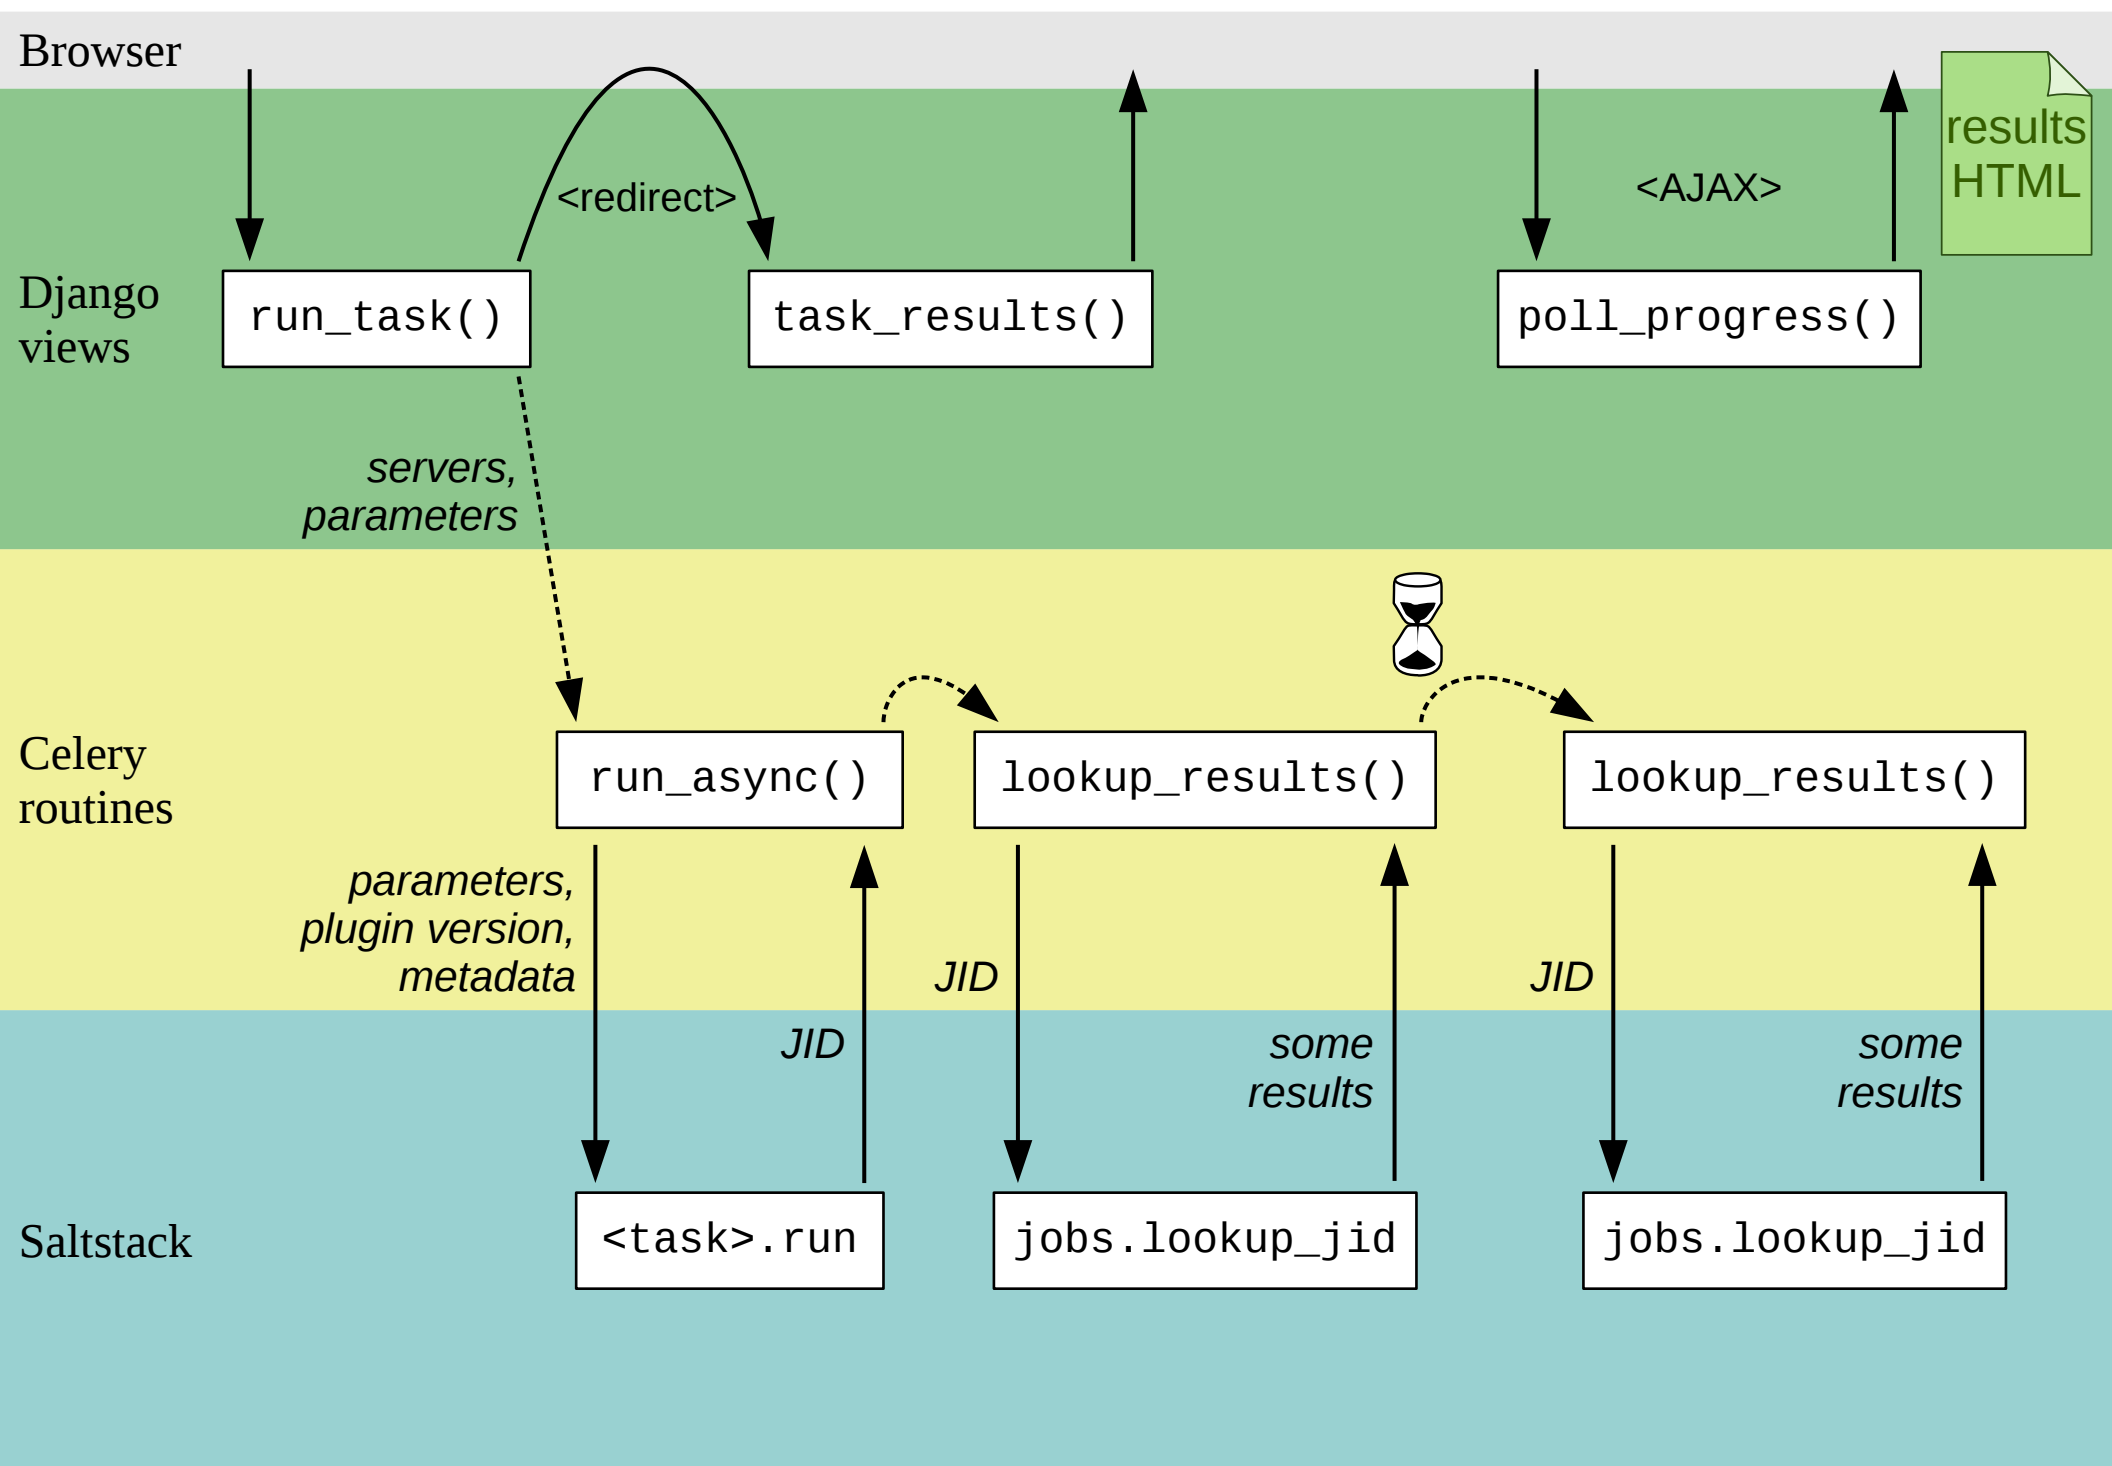 Browser
<redirect>
<AJAX>
results
HTML
Django
views
run_task()
task_results()
poll_progress()
servers,
parameters
Celery
routines
run_async()
lookup_results()
lookup_results()
parameters,
plugin version,
metadata
JID
JID
JID
some
results
some
results
Saltstack
<task>.run
jobs.lookup_jid
jobs.lookup_jid